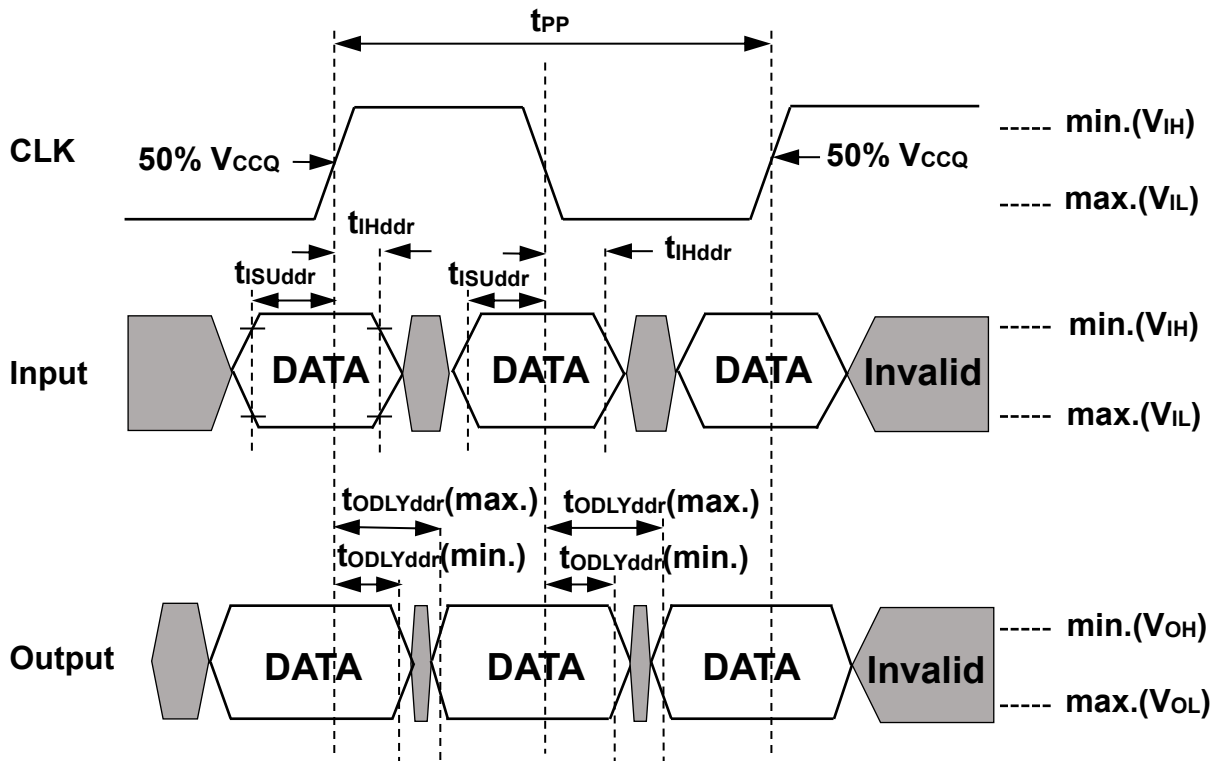 tPP
CLK
50% VCCQ
50% VCCQ
min.(VIH)
max.(VIL)
tIHddr
tISUddr
tISUddr
tIHddr
Input
DATA
DATA
DATA
Invalid
min.(VIH)
max.(VIL)
tODLYddr(max.)
tODLYddr(max.)
tODLYddr(min.)
tODLYddr(min.)
Output
DATA
DATA
DATA
Invalid
min.(VOH)
max.(VOL)